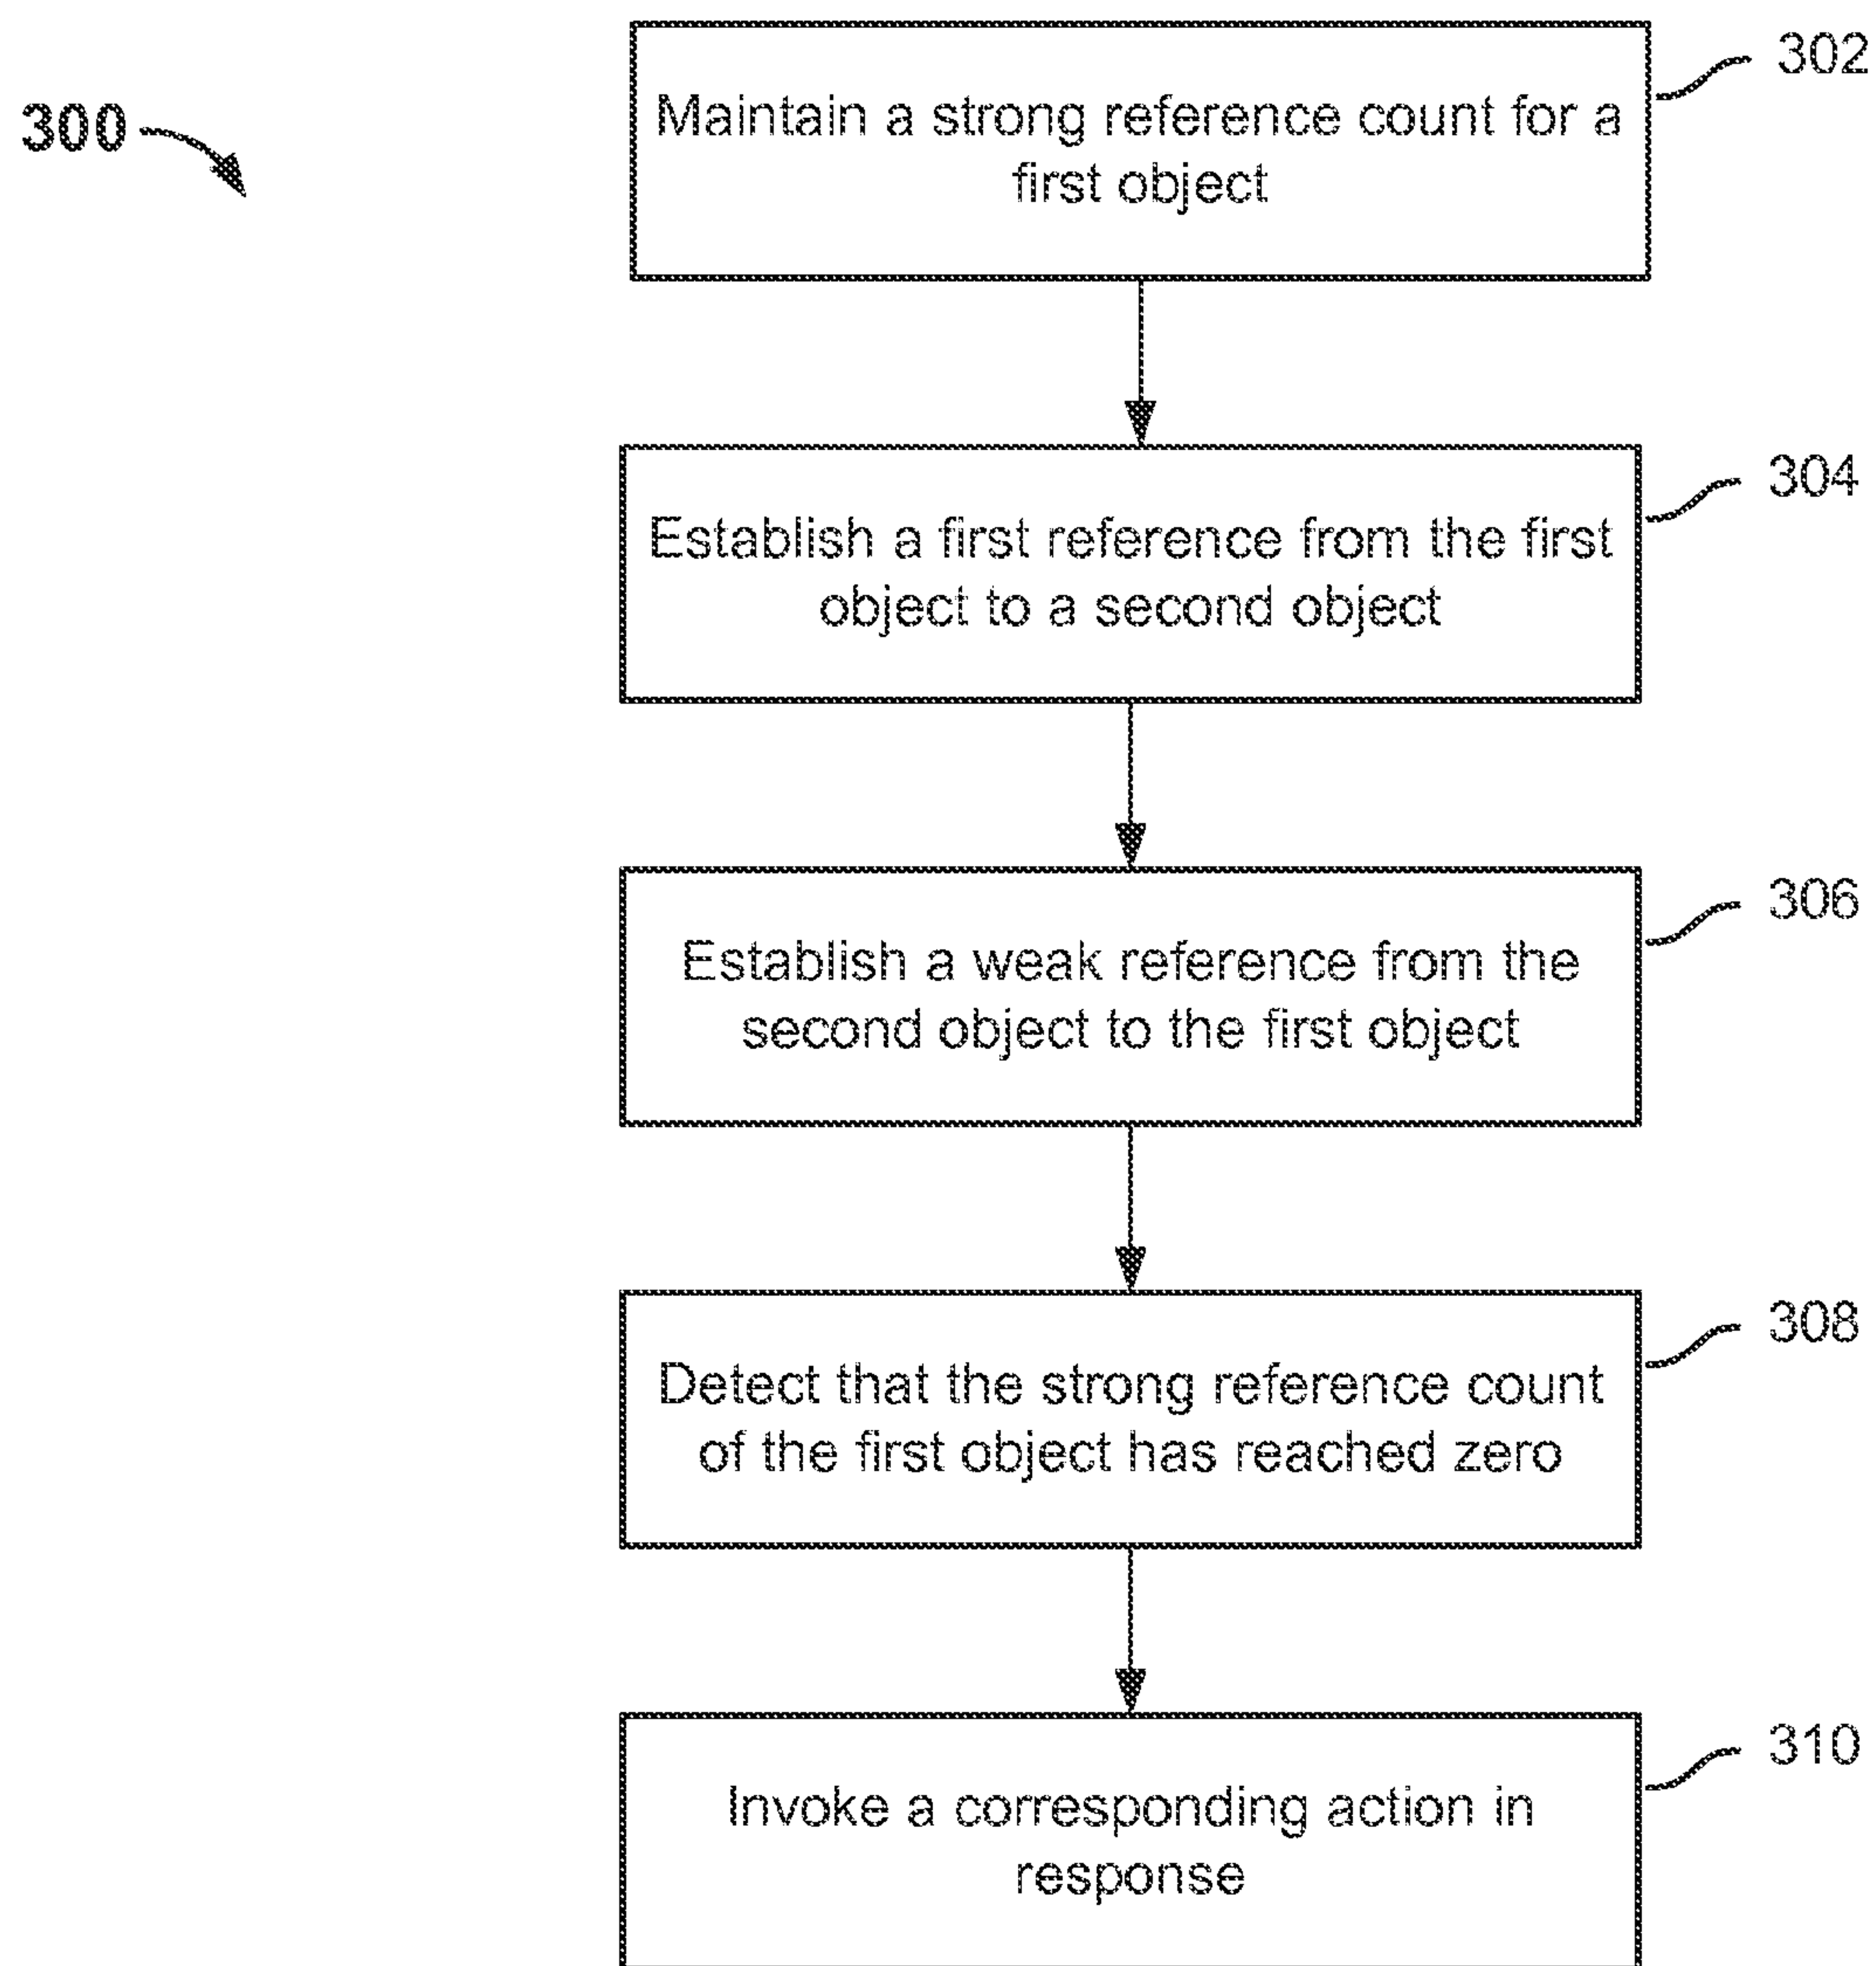 300
302
Maintain a strong reference count for a
first object
304
Establish a first reference from the first
object to a second object
306
Establish a weak reference from the
second object to the first object
308
Detect that the strong reference count
of the first object has reached zero
310
Invoke a corresponding action in
response